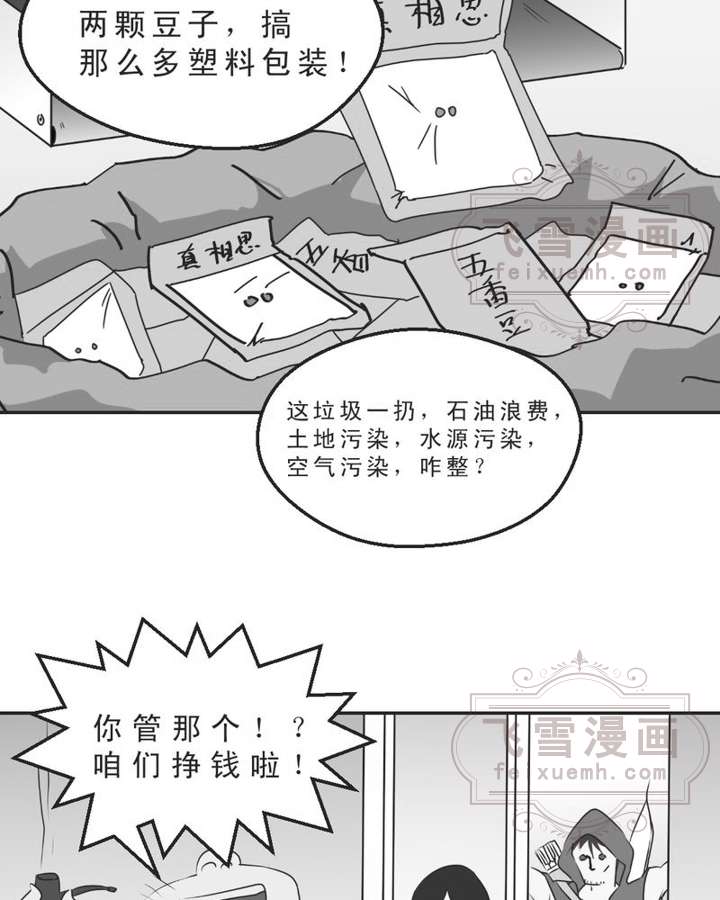 两颗豆子，搞
那么多塑料包装！
真相思
飞雪漫画
feixuemh.com
真相思
五香
五香豆
这垃圾一扔，石油浪费，
土地污染，水源污染，
空气污染，咋整？
你管那个！？
咱们挣钱啦！
飞雪漫画
feixuemh.com